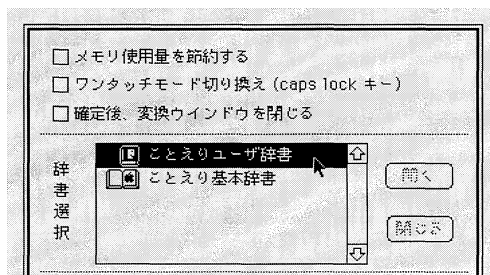 メモリ使用量を節約する
ワンタッチモード切り換え（caps lock キー）
確定後、変換ウインドウを閉じる
辞書選択
ことえりユーザ辞書
ことえり基本辞書
開く
閉じる